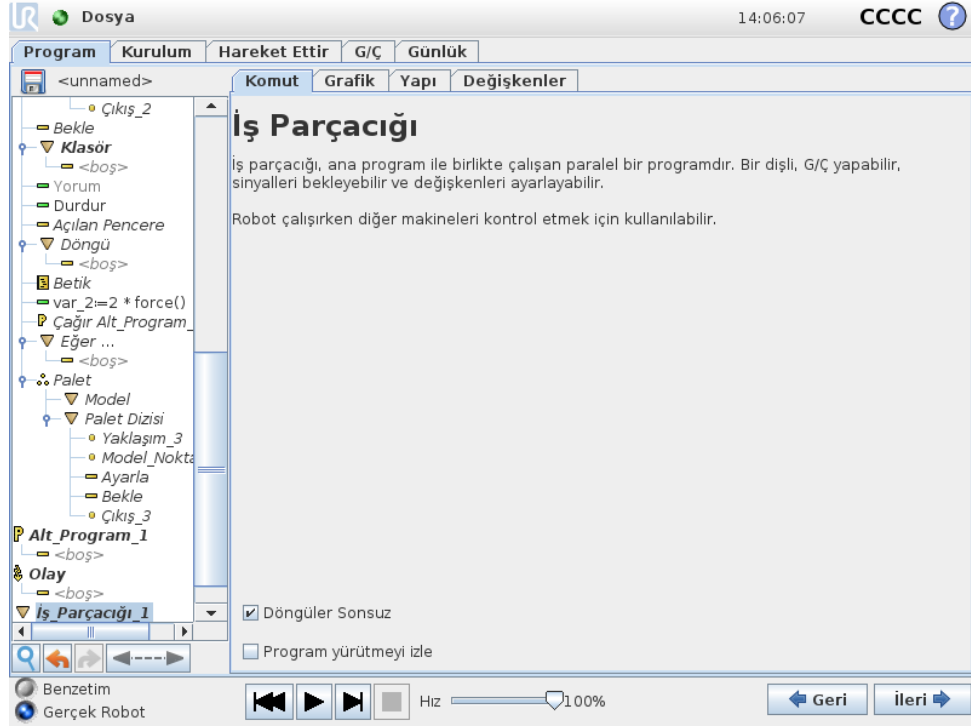 UR Dosya 14:06:07 CCCC ?
Program Kurulum Hareket Ettir G/Ç Günlük
<unnamed>
Komut Grafik Yapı Değişkenler
Çıkış_2
Bekle
Klasör
<boş>
Yorum
Durdur
Açılan Pencere
Döngü
<boş>
Betik
var_2≔2 * force()
Çağır Alt_Program_
Eğer ...
<boş>
Palet
Model
Palet Dizisi
Yaklaşım_3
Model_Nokta
Ayarla
Bekle
Çıkış_3
P Alt_Program_1
<boş>
Olay
<boş>
İş_Parçacığı_1
İş Parçacığı
İş parçacığı, ana program ile birlikte çalışan paralel bir programdır. Bir dişli, G/Ç yapabilir,
sinyalleri bekleyebilir ve değişkenleri ayarlayabilir.
Robot çalışırken diğer makineleri kontrol etmek için kullanılabilir.
Döngüler Sonsuz
Program yürütmeyi izle
Benzetim
Gerçek Robot
Hız 100%
Geri İleri